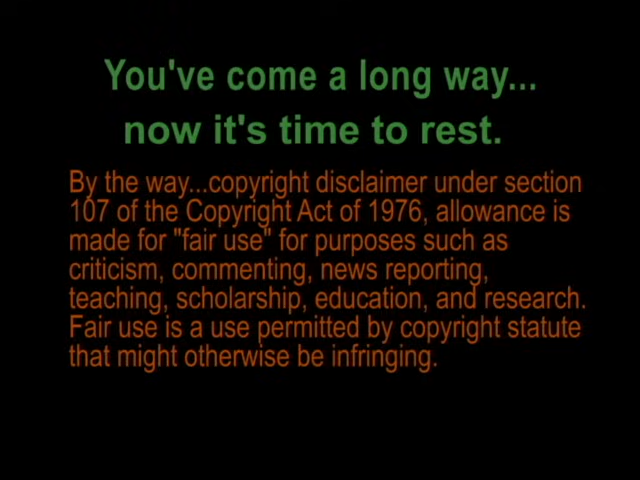 You've come a long way...
now it's time to rest.
By the way...copyright disclaimer under section
107 of the Copyright Act of 1976, allowance is
made for "fair use" for purposes such as
criticism, commenting, news reporting,
teaching, scholarship, education, and research.
Fair use is a use permitted by copyright statute
that might otherwise be infringing.